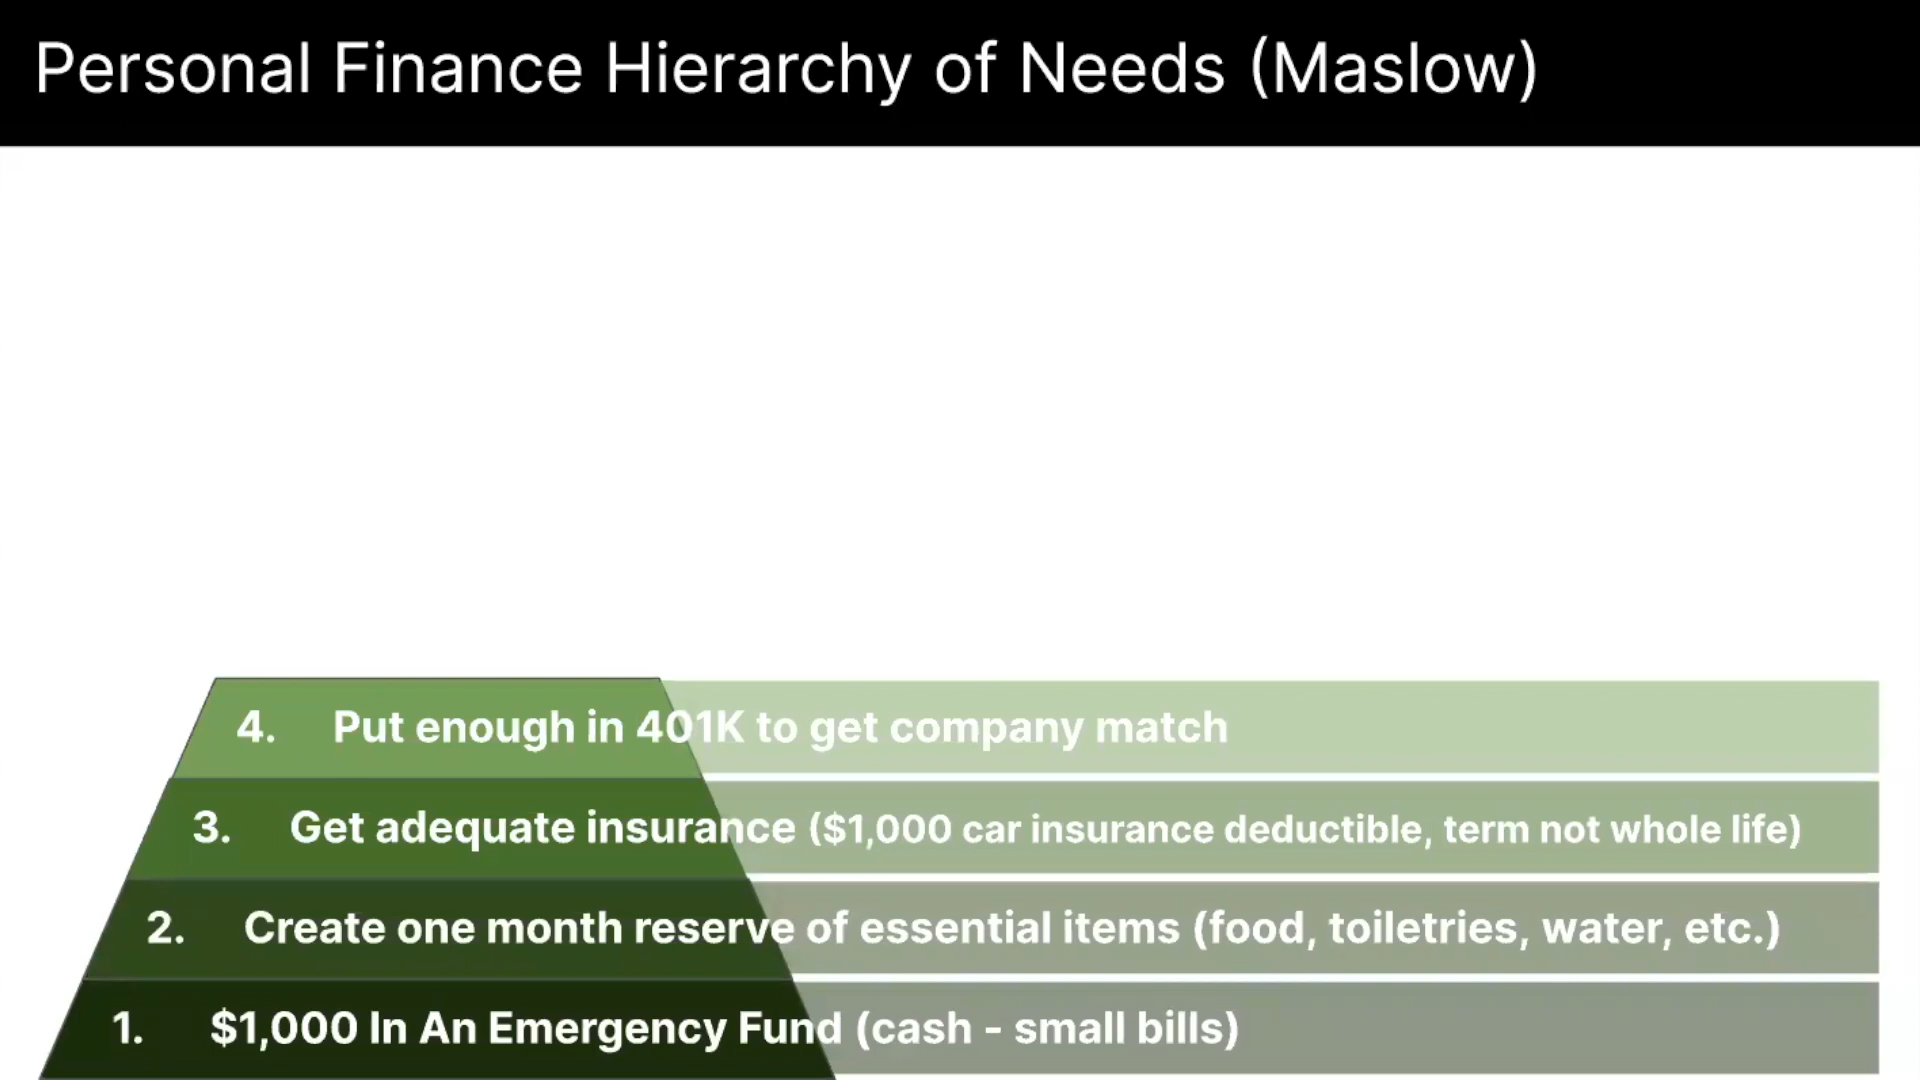 Personal Finance Hierarchy of Needs (Maslow)
4. Put enough in 401K to get company match
3. Get adequate insurance ($1,000 car insurance deductible, term not whole life)
2. Create one month reserve of essential items (food, toiletries, water, etc.)
1. $1,000 In An Emergency Fund (cash - small bills)